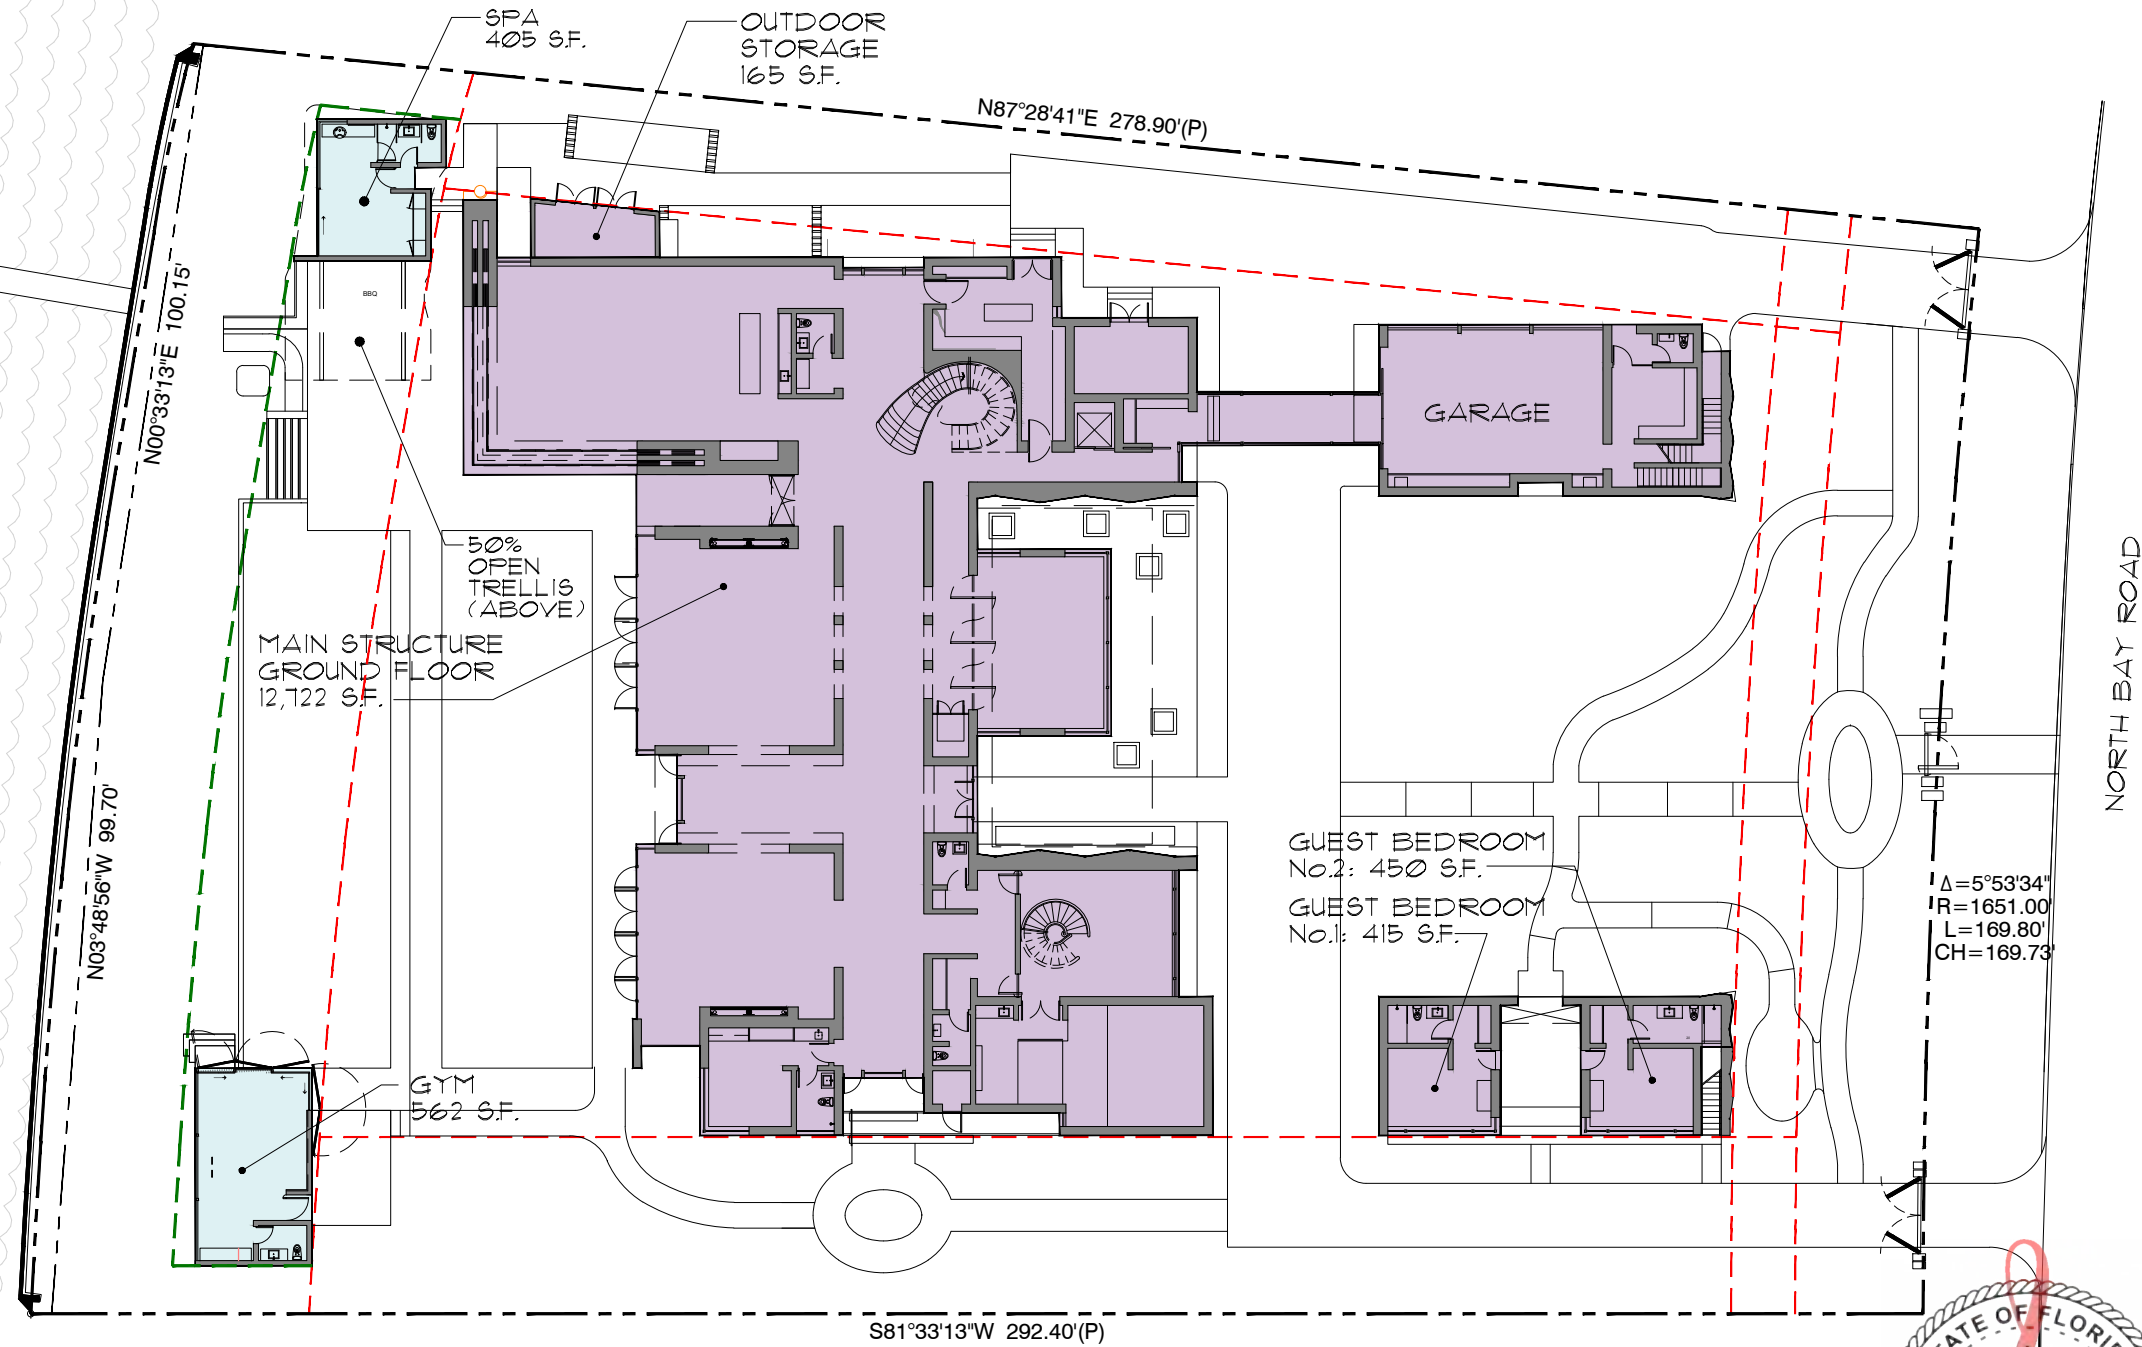 SPA
405 S.F.
OUTDOOR
STORAGE
165 S.F.
N87°28'41"E 278.90'(P)
N00°33'13"E 100.15'
BBQ
GARAGE
50%
OPEN
TRELLIS
(ABOVE)
MAIN STRUCTURE
GROUND FLOOR
12,722 S.F.
NORTH BAY ROAD
N03°48'56"W 99.70'
GUEST BEDROOM
No.2: 450 S.F.
GUEST BEDROOM
No.1: 415 S.F.
Δ=5°53'34"
R=1651.00'
L=169.80'
CH=169.73'
GYM
562 S.F.
S81°33'13"W 292.40'(P)
OF FLORI